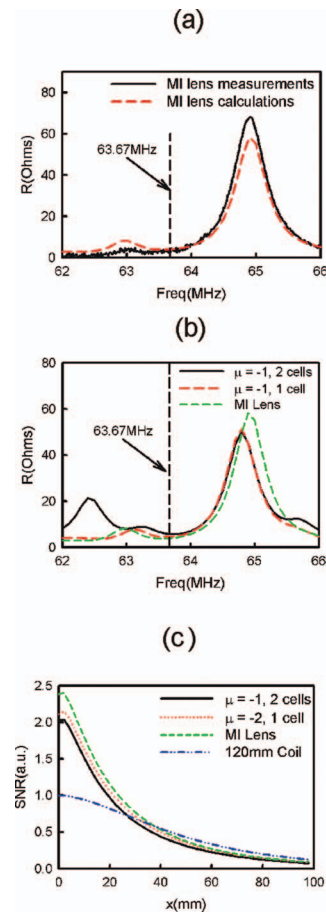 (a)
MI lens measurements
MI lens calculations
80
60
40
20
0
R(Ohms)
63.67MHz
62 63 64 65 66
Freq(MHz)
(b)
μ = -1, 2 cells
μ = -1, 1 cell
MI Lens
80
60
40
20
0
R(Ohms)
63.67MHz
62 63 64 65 66
Freq(MHz)
(c)
μ = -1, 2 cells
μ = -2, 1 cell
MI Lens
120mm Coil
2.5
2.0
1.5
1.0
0.5
0.0
SNR(a.u.)
0 20 40 60 80 100
x(mm)